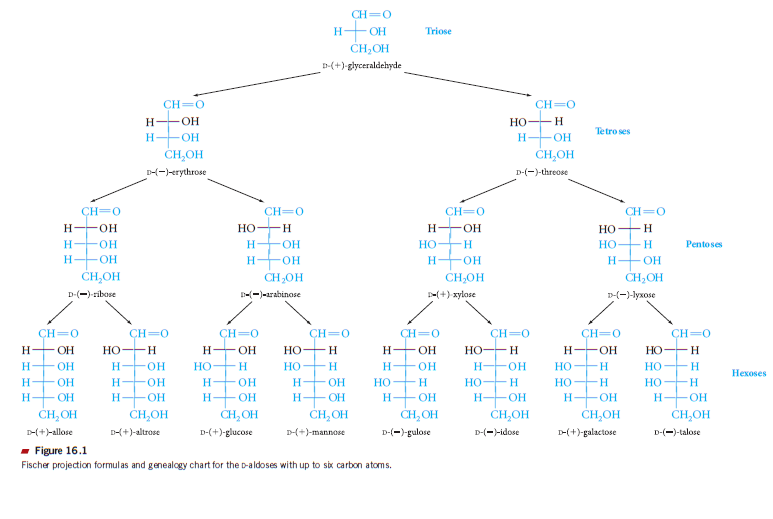 CH=O
H OH Triose
CH₂OH
D-(+)-glyceraldehyde
CH=O CH=O
H OH HO H Tetroses
H OH H OH
CH₂OH CH₂OH
D-(−)-erythrose D-(−)-threose
CH=O CH=O CH=O CH=O
H OH HO H H OH HO H
H OH H OH HO H HO H Pentoses
H OH H OH H OH H OH
CH₂OH CH₂OH CH₂OH CH₂OH
D-(−)-ribose D-(−)-arabinose D-(+)-xylose D-(−)-lyxose
CH=O CH=O CH=O CH=O CH=O CH=O CH=O CH=O
H OH HO H H OH HO H H OH HO H H OH HO H
H OH H OH HO H HO H H OH H OH HO H HO H Hexoses
H OH H OH H OH H OH HO H HO H HO H HO H
H OH H OH H OH H OH H OH H OH H OH H OH
CH₂OH CH₂OH CH₂OH CH₂OH CH₂OH CH₂OH CH₂OH CH₂OH
D-(+)-allose D-(+)-altrose D-(+)-glucose D-(+)-mannose D-(−)-gulose D-(−)-idose D-(+)-galactose D-(−)-talose
Figure 16.1
Fischer projection formulas and genealogy chart for the D-aldoses with up to six carbon atoms.